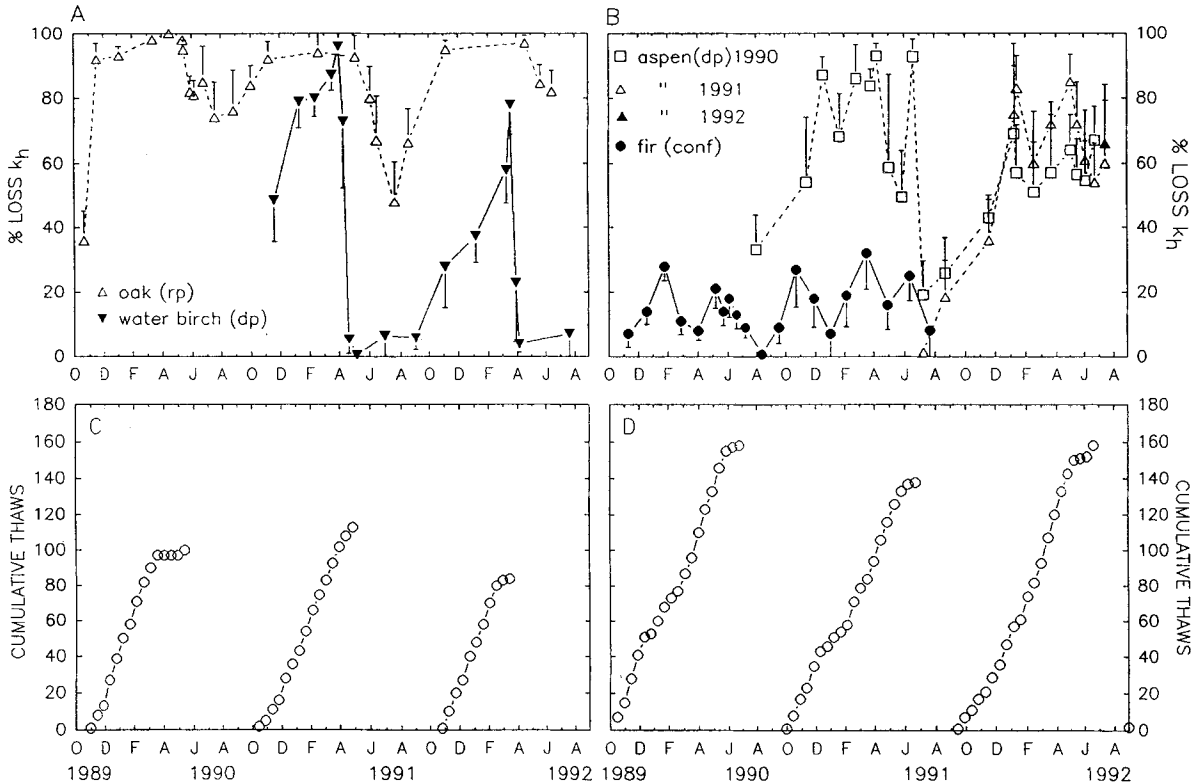 A
B
100
80
60
40
20
0
% LOSS kh
△ oak (rp)
▼ water birch (dp)
O D F A J A O D F A J A O D F A J A
□ aspen(dp)1990
△ " 1991
▲ " 1992
● fir (conf)
100
80
60
40
20
0
% LOSS kh
O D F A J A O D F A J A O D F A J A
C
180
160
140
120
100
80
60
40
20
0
CUMULATIVE THAWS
O D F A J A O D F A J A O D F A J A
1989 1990 1991 1992
D
180
160
140
120
100
80
60
40
20
0
CUMULATIVE THAWS
O D F A J A O D F A J A O D F A J A
1989 1990 1991 1992